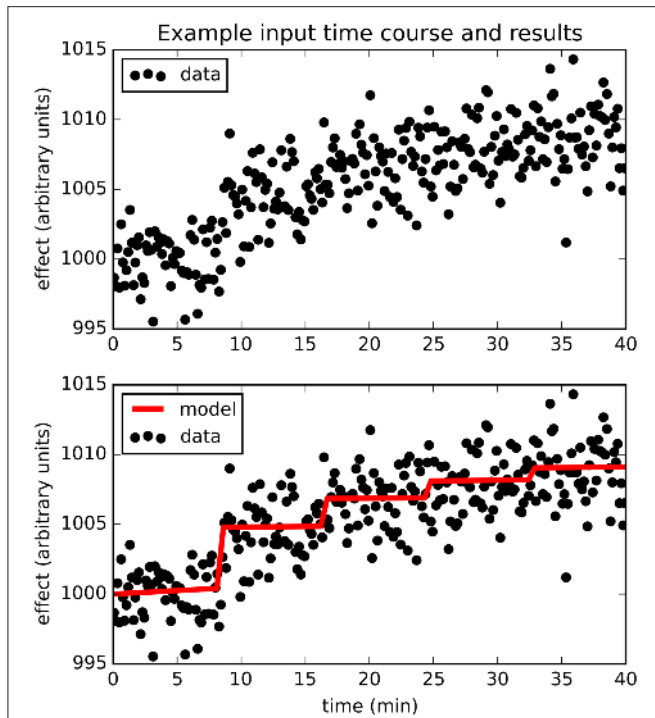 Example input time course and results
1015
1010
1005
1000
995
effect (arbitrary units)
data
0 5 10 15 20 25 30 35 40
1015
1010
1005
1000
995
effect (arbitrary units)
model
data
0 5 10 15 20 25 30 35 40
time (min)